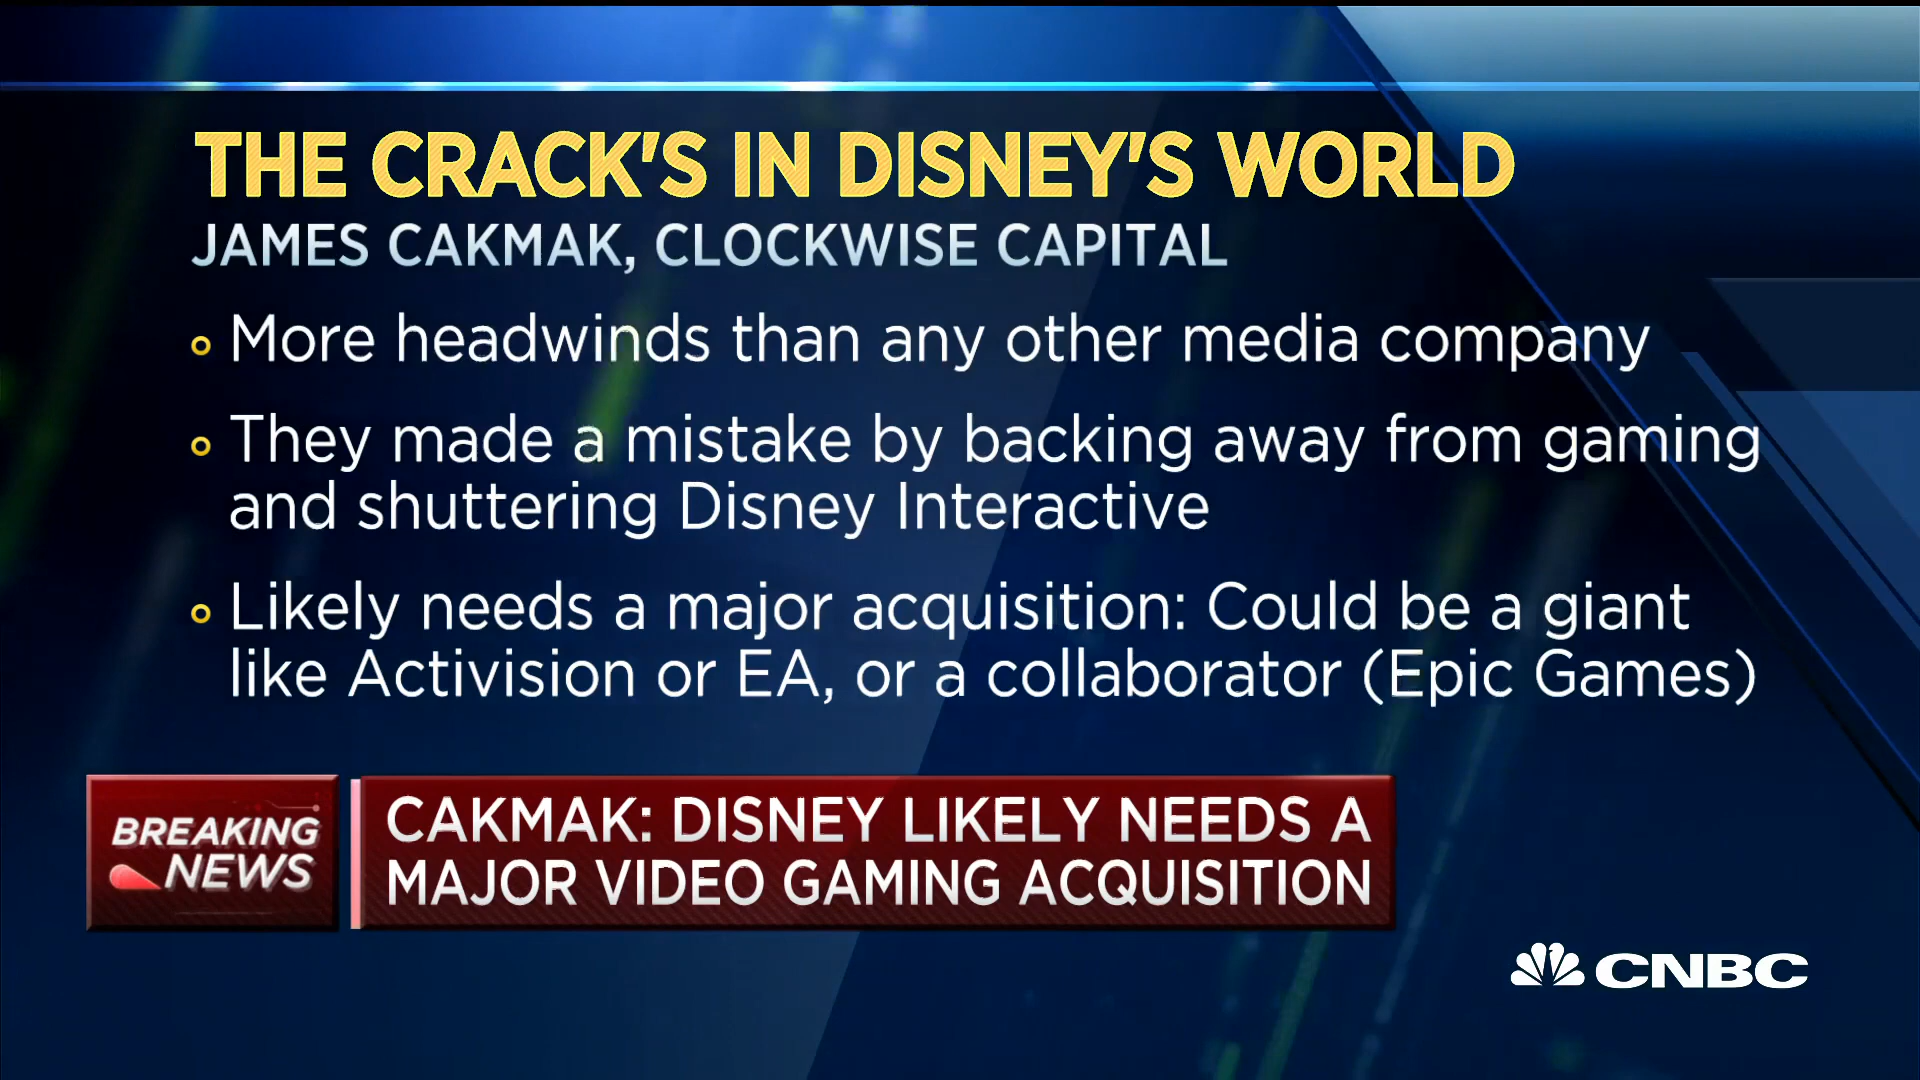 THE CRACK'S IN DISNEY'S WORLD
JAMES CAKMAK, CLOCKWISE CAPITAL
More headwinds than any other media company
They made a mistake by backing away from gaming
and shuttering Disney Interactive
Likely needs a major acquisition: Could be a giant
like Activision or EA, or a collaborator (Epic Games)
BREAKING
NEWS
CAKMAK: DISNEY LIKELY NEEDS A
MAJOR VIDEO GAMING ACQUISITION
CNBC